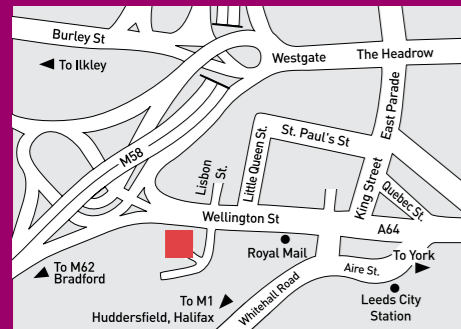 Burley St
To Ilkley
Westgate
The Headrow
East Parade
St. Paul's St
Little Queen St.
Lisbon
St.
M58
King Street
Quebec St.
Wellington St
A64
Royal Mail
To York
Aire St.
To M62
Bradford
Whitehall Road
To M1
Huddersfield, Halifax
Leeds City
Station